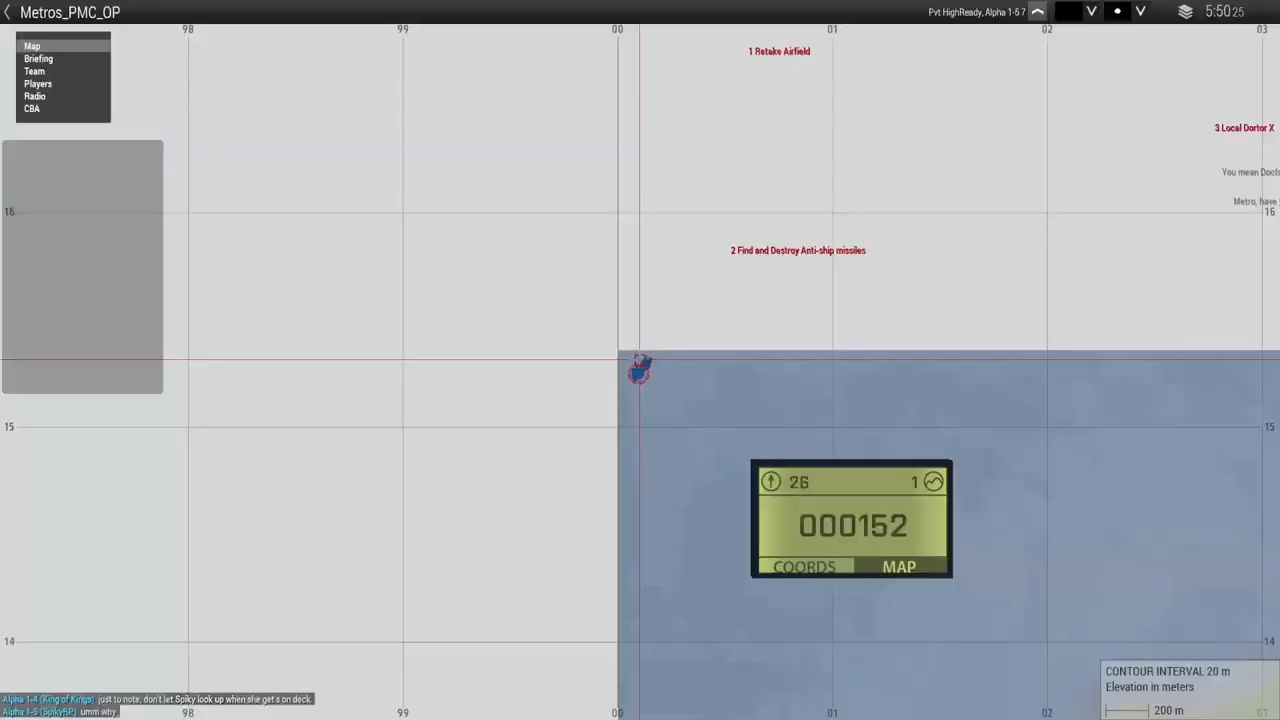 Metros_PMC_OP
Pvt HighReady, Alpha 1-5 7
5:50 25
98 99 00 01 02 03
Map
Briefing
Team
Players
Radio
CBA
1 Retake Airfield
3 Local Dortor X
You mean Docto
Metro, have
16 16
2 Find and Destroy Anti-ship missiles
15 15
26 1
000152
COORDS MAP
14 14
CONTOUR INTERVAL 20 m
Elevation in meters
200 m
Alpha 1-4 (King of Kings) just to note, don't let Spiky look up when she get's on deck.
Alpha 1-5 (SpikyRP) umm why
98 99 00 01 02 03